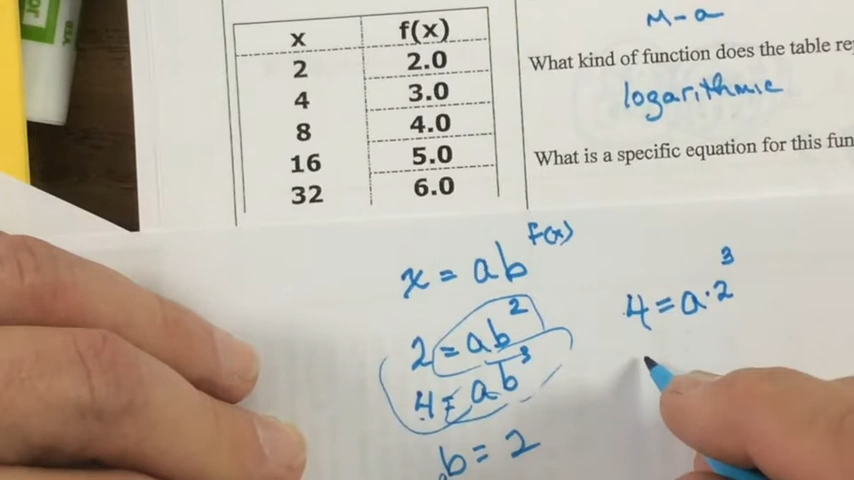 x f(x)
2 2.0
4 3.0
8 4.0
16 5.0
32 6.0
M-a
What kind of function does the table re
logarithmic
What is a specific equation for this fun
x = ab^f(x)
2 = ab^2
4 = ab^3
b = 2
4 = a·2^3